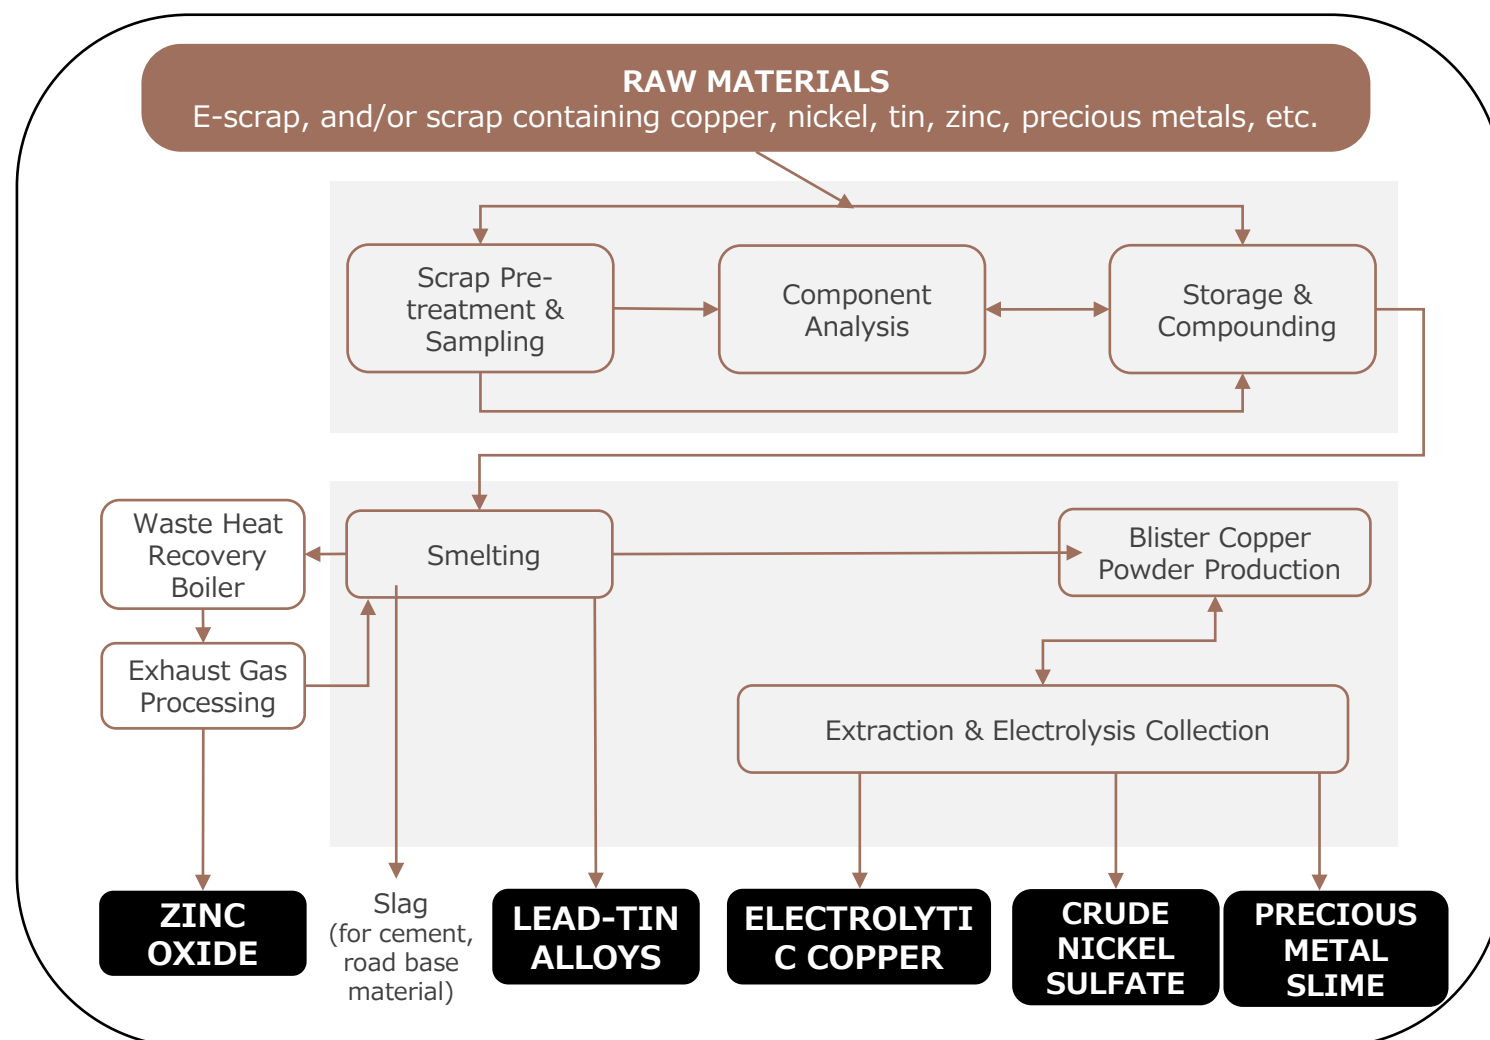 RAW MATERIALS
E-scrap, and/or scrap containing copper, nickel, tin, zinc, precious metals, etc.
Scrap Pre-
treatment &
Sampling
Component
Analysis
Storage &
Compounding
Waste Heat
Recovery
Boiler
Smelting
Blister Copper
Powder Production
Exhaust Gas
Processing
Extraction & Electrolysis Collection
ZINC
OXIDE
Slag
(for cement,
road base
material)
LEAD-TIN
ALLOYS
ELECTROLYTI
C COPPER
CRUDE
NICKEL
SULFATE
PRECIOUS
METAL
SLIME